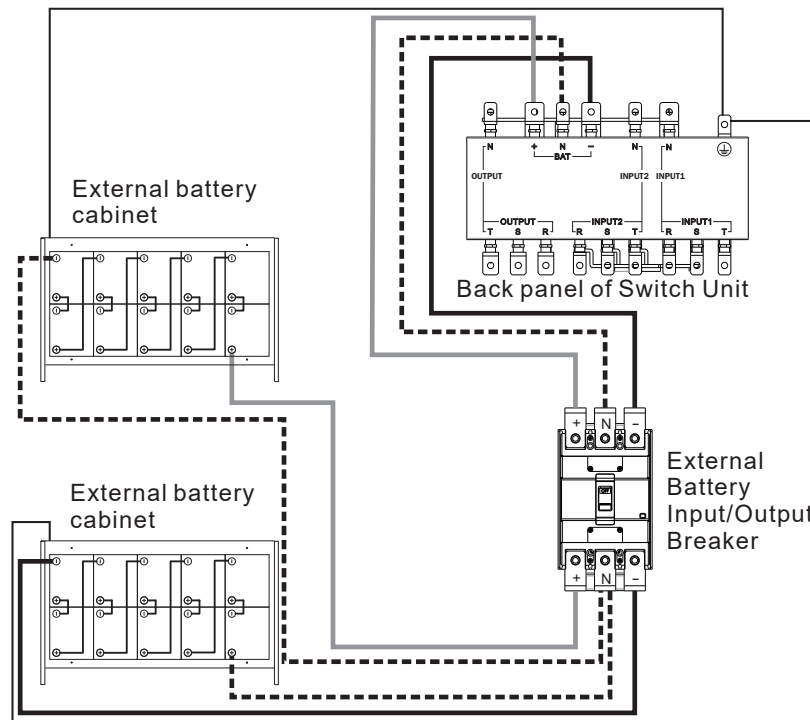 N
+
N
–
N
N
BAT
OUTPUT
INPUT2
INPUT1
OUTPUT
INPUT2
INPUT1
T
S
R
R
S
T
R
S
T
Back panel of Switch Unit
External battery
cabinet
External battery
cabinet
+
N
–
OFF
+
N
–
External
Battery
Input/Output
Breaker